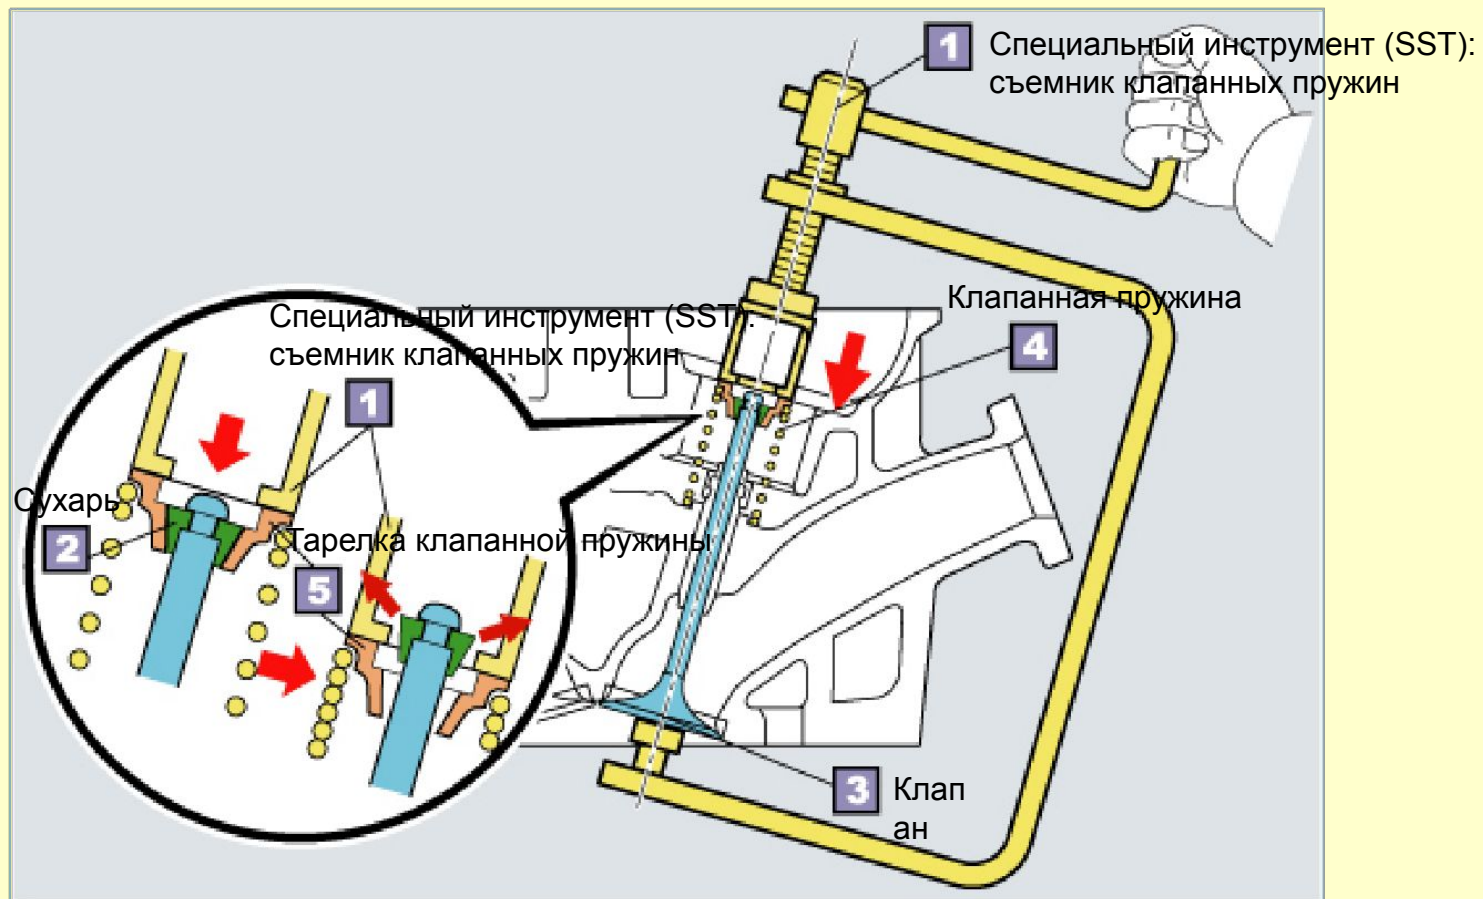 1 Специальный инструмент (SST):
съемник клапанных пружин
Клапанная пружина
4
Специальный инструмент (SST):
съемник клапанных пружин
1
Сухарь
2
Тарелка клапанной пружины
5
3 Клап
ан